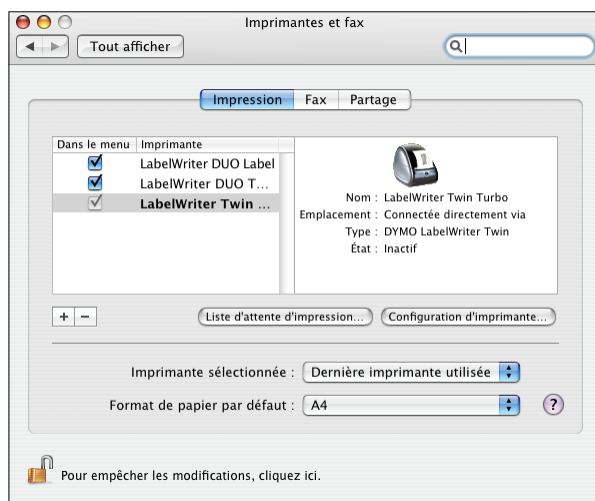 Imprimantes et fax
Tout afficher
Impression Fax Partage
Dans le menu Imprimante
LabelWriter DUO Label
LabelWriter DUO T...
LabelWriter Twin ...
Nom : LabelWriter Twin Turbo
Emplacement : Connectée directement via
Type : DYMO LabelWriter Twin
État : Inactif
+ −
Liste d'attente d'impression... Configuration d'imprimante...
Imprimante sélectionnée : Dernière imprimante utilisée
Format de papier par défaut : A4
?
Pour empêcher les modifications, cliquez ici.